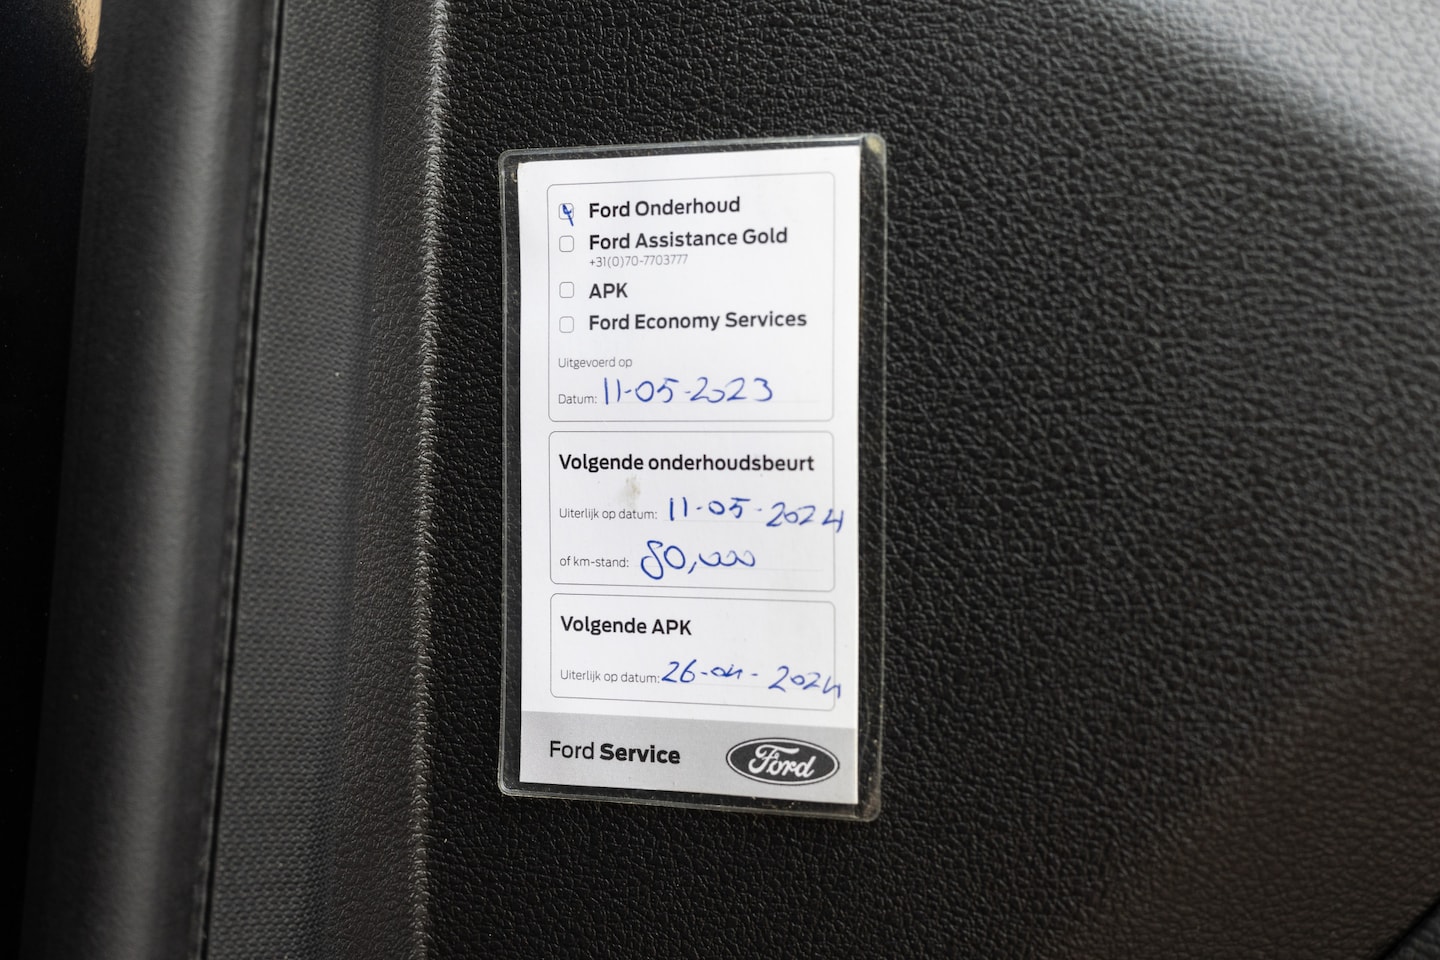 Ford Onderhoud
Ford Assistance Gold
+31(0)70-7703777
APK
Ford Economy Services
Uitgevoerd op
Datum: 11-05-2023
Volgende onderhoudsbeurt
Uiterlijk op datum: 11-05-2024
of km-stand: 80,000
Volgende APK
Uiterlijk op datum: 26-04-2024
Ford Service
Ford